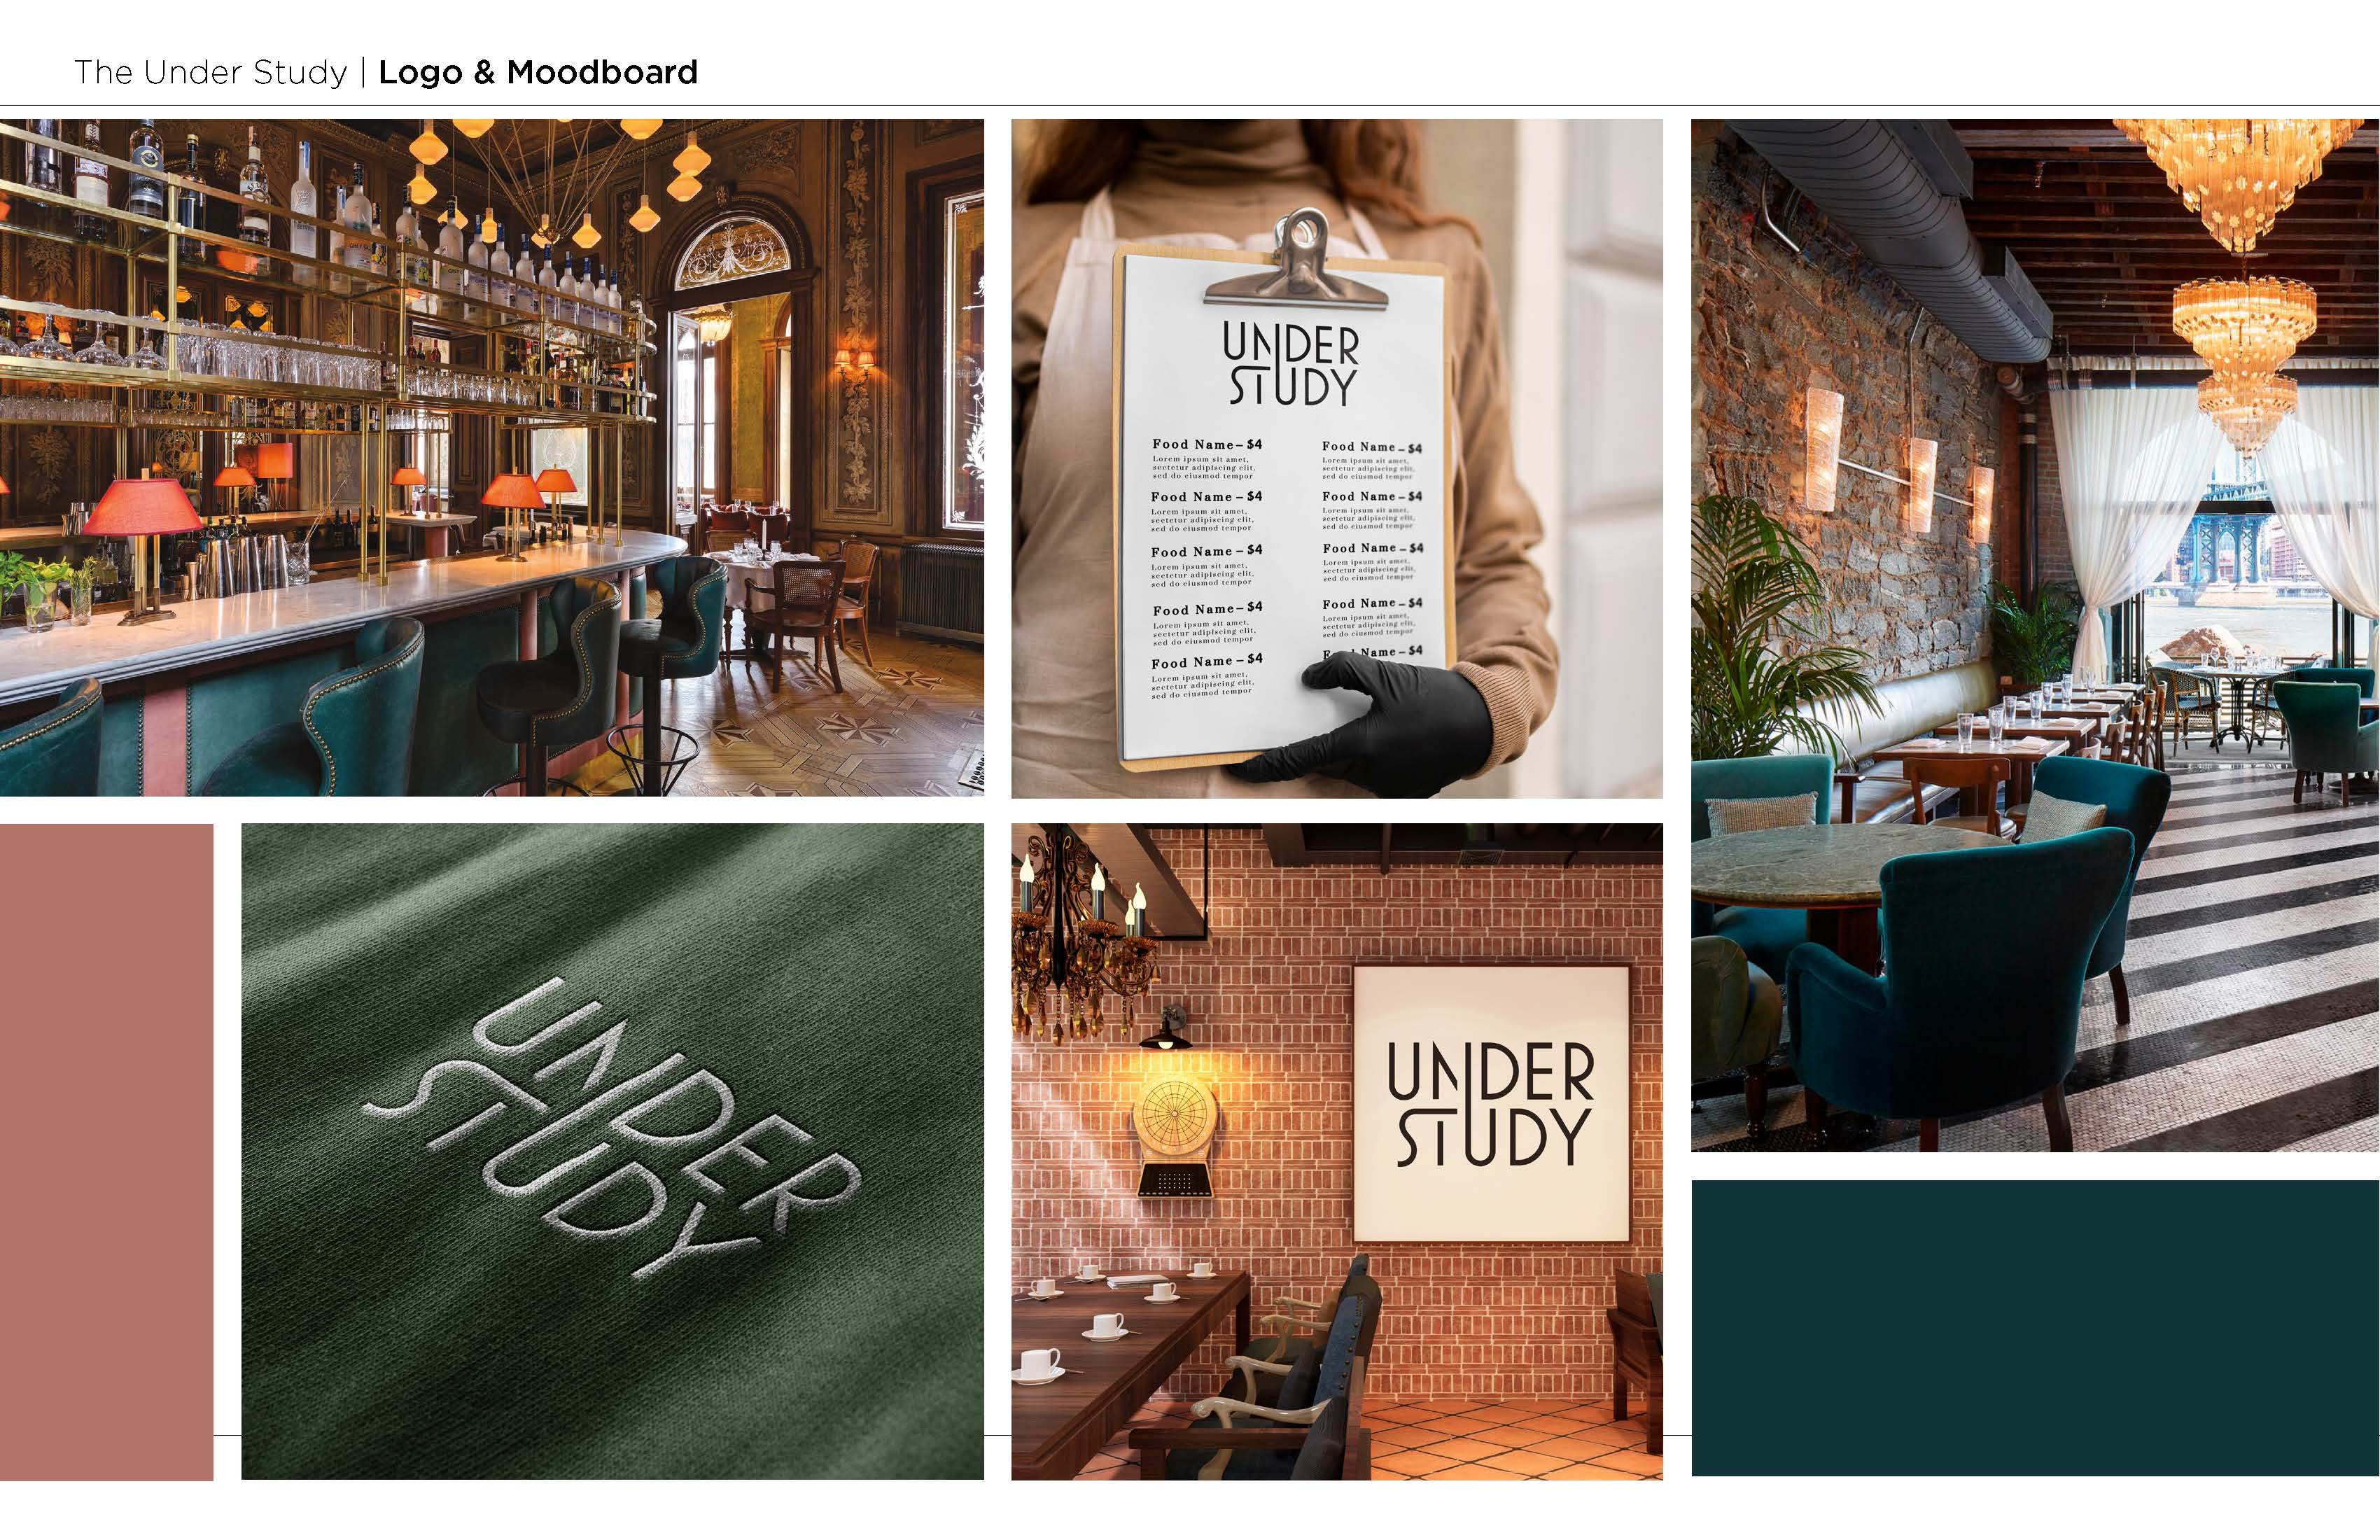 The Under Study | Logo & Moodboard
UNDER
STUDY
Food Name – $4
Lorem ipsum sit amet,
sectetur adipiscing elit,
sed do eiusmod tempor
Food Name – $4
Lorem ipsum sit amet,
sectetur adipiscing elit,
sed do eiusmod tempor
Food Name – $4
Lorem ipsum sit amet,
sectetur adipiscing elit,
sed do eiusmod tempor
Food Name – $4
Lorem ipsum sit amet,
sectetur adipiscing elit,
sed do eiusmod tempor
Food Name – $4
Lorem ipsum sit amet,
sectetur adipiscing elit,
sed do eiusmod tempor
Food Name – $4
Lorem ipsum sit amet,
sectetur adipiscing elit,
sed do eiusmod tempor
Food Name – $4
Lorem ipsum sit amet,
sectetur adipiscing elit,
sed do eiusmod tempor
Food Name – $4
Lorem ipsum sit amet,
sectetur adipiscing elit,
sed do eiusmod tempor
Food Name – $4
Lorem ipsum sit amet,
sectetur adipiscing elit,
sed do eiusmod tempor
Name – $4
UNDER
STUDY
UNDER
STUDY